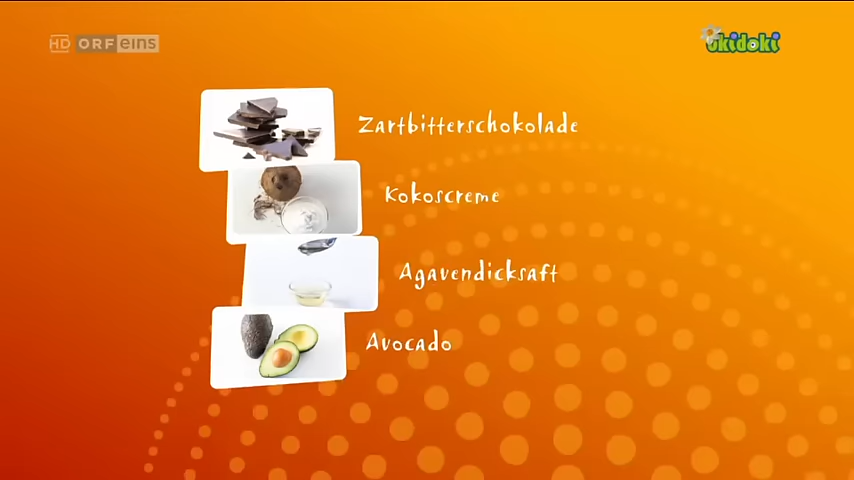 HD ORF eins
okidoki
Zartbitterschokolade
Kokoscreme
Agavendicksaft
Avocado